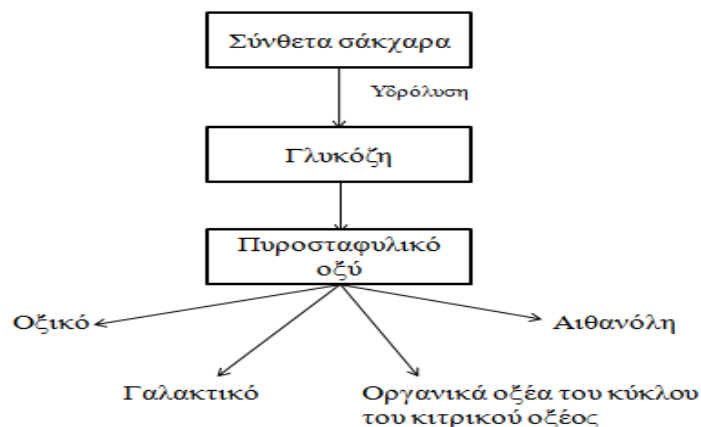 Σύνθετα σάκχαρα
Υδρόλυση
Γλυκόζη
Πυροσταφυλικό
οξύ
Οξικό
Αιθανόλη
Γαλακτικό
Οργανικά οξέα του κύκλου
του κιτρικού οξέος